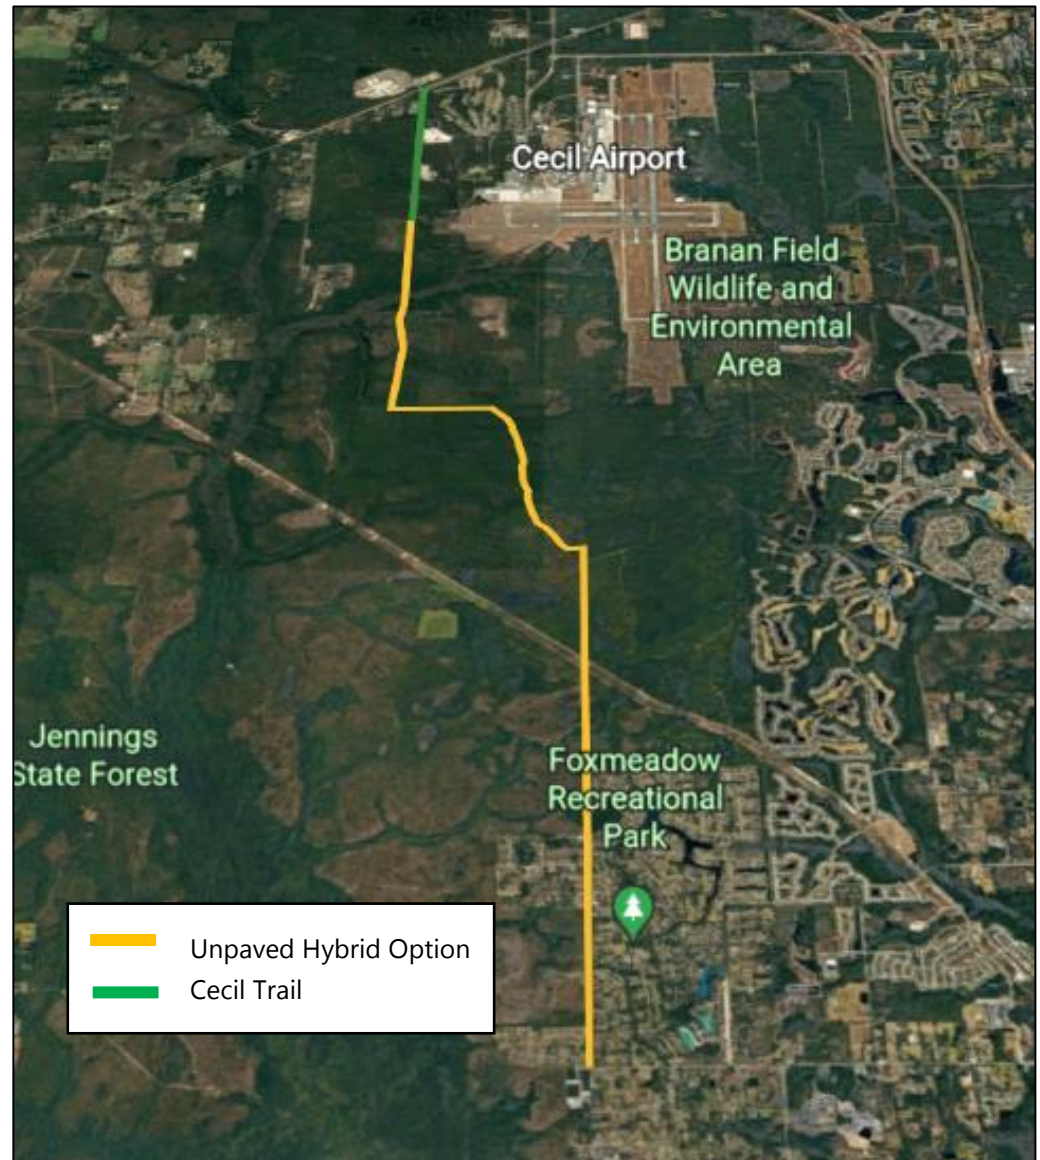 Cecil Airport
Branan Field
Wildlife and
Environmental
Area
Jennings
State Forest
Foxmeadow
Recreational
Park
Unpaved Hybrid Option
Cecil Trail